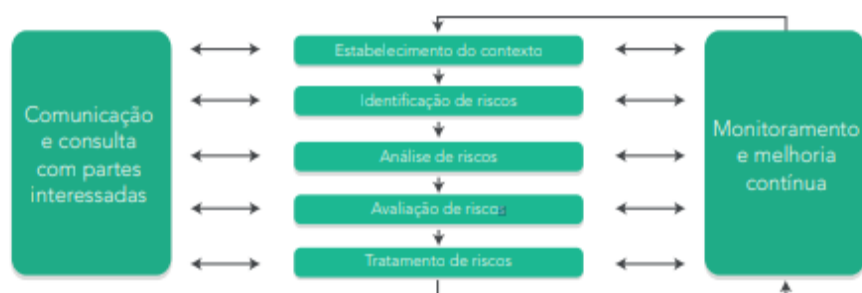 Comunicação
e consulta
com partes
interessadas
Estabelecimento do contexto
Identificação de riscos
Análise de riscos
Avaliação de riscos
Tratamento de riscos
Monitoramento
e melhoria
contínua